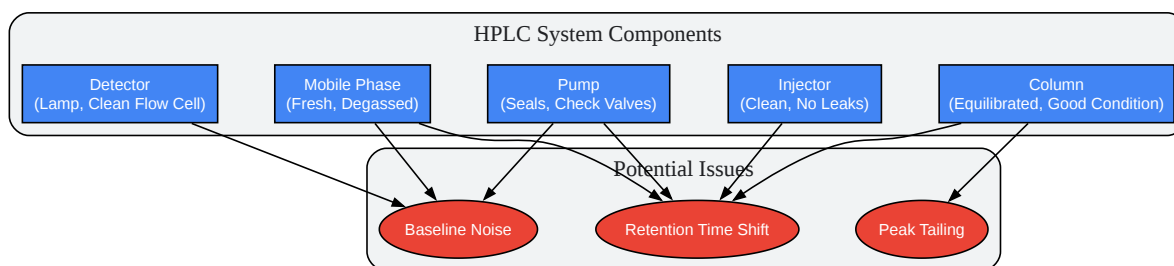 HPLC System Components
Detector
(Lamp, Clean Flow Cell)
Mobile Phase
(Fresh, Degassed)
Pump
(Seals, Check Valves)
Injector
(Clean, No Leaks)
Column
(Equilibrated, Good Condition)
Potential Issues
Baseline Noise
Retention Time Shift
Peak Tailing